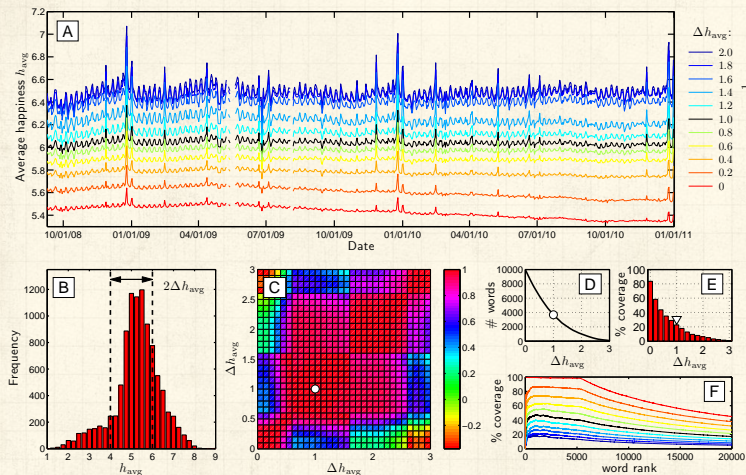 A
Average happiness h_avg
7.2
7
6.8
6.6
6.4
6.2
6
5.8
5.6
5.4
10/01/08
01/01/09
04/01/09
07/01/09
10/01/09
01/01/10
04/01/10
07/01/10
10/01/10
01/01/11
Date
Δh_avg:
2.0
1.8
1.6
1.4
1.2
1.0
0.8
0.6
0.4
0.2
0
B
2Δh_avg
Frequency
1200
1000
800
600
400
200
0
1 2 3 4 5 6 7 8 9
h_avg
C
Δh_avg
3
2.5
2
1.5
1
0.5
0
0 1 2 3
Δh_avg
1
0.8
0.6
0.4
0.2
0
−0.2
D
# words
10000
8000
6000
4000
2000
0
0 1 2 3
Δh_avg
E
% coverage
100
80
60
40
20
0
0 1 2 3
Δh_avg
F
% coverage
100
80
60
40
20
0
0 5000 10000 15000 20000
word rank